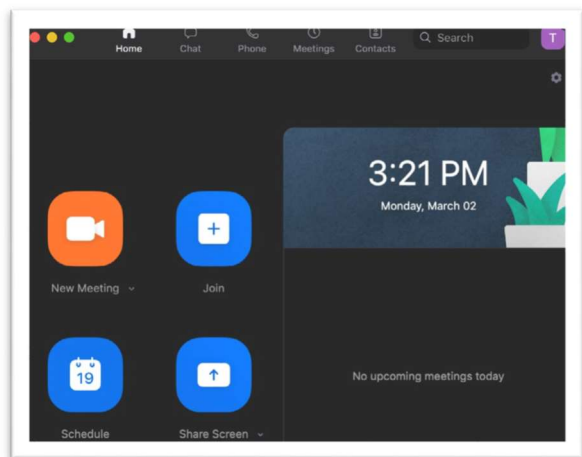 Home Chat Phone Meetings Contacts Search T
3:21 PM
Monday, March 02
New Meeting Join
19
Schedule Share Screen
No upcoming meetings today